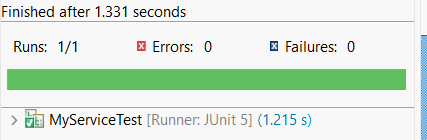 Finished after 1.331 seconds
Runs: 1/1 Errors: 0 Failures: 0
MyServiceTest [Runner: JUnit 5] (1.215 s)